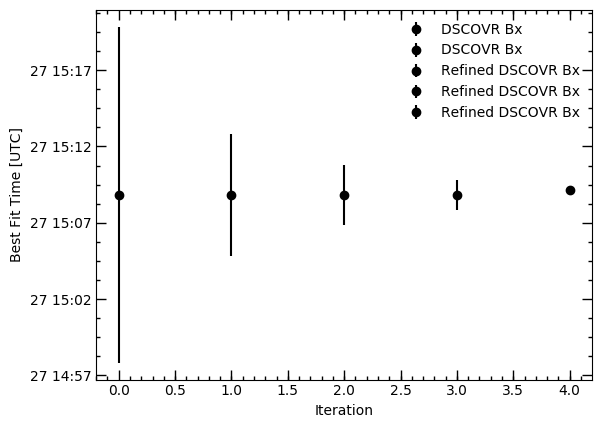 DSCOVR Bx
DSCOVR Bx
Refined DSCOVR Bx
Refined DSCOVR Bx
Refined DSCOVR Bx
27 15:17
27 15:12
27 15:07
27 15:02
27 14:57
Best Fit Time [UTC]
0.0 0.5 1.0 1.5 2.0 2.5 3.0 3.5 4.0
Iteration